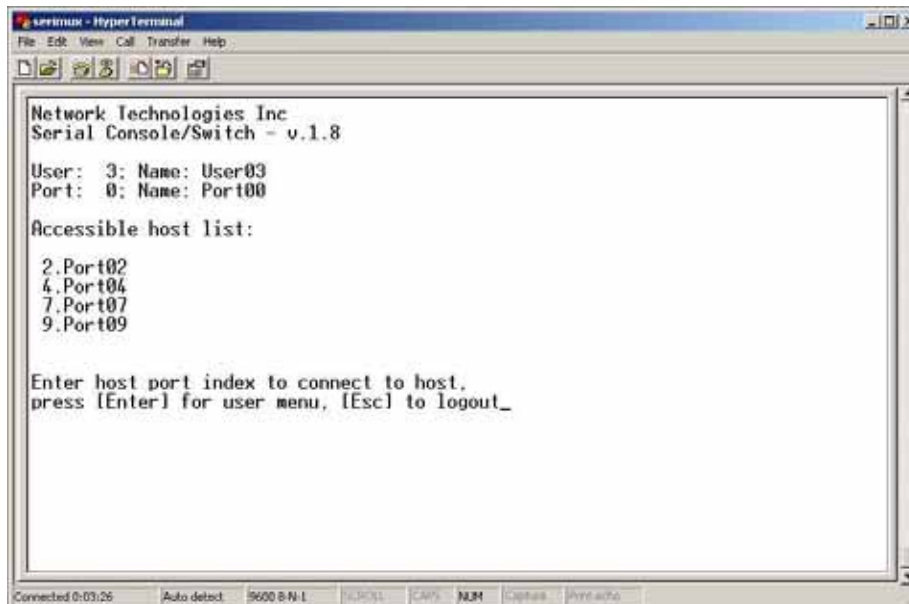 serimux - HyperTerminal
File Edit View Call Transfer Help
Network Technologies Inc
Serial Console/Switch - v.1.8
User: 3; Name: User03
Port: 0; Name: Port00
Accessible host list:
2.Port02
4.Port04
7.Port07
9.Port09
Enter host port index to connect to host,
press [Enter] for user menu, [Esc] to logout_
Connected 0:03:26 Auto detect 9600 8-N-1 SCROLL CAPS NUM Capture Print echo